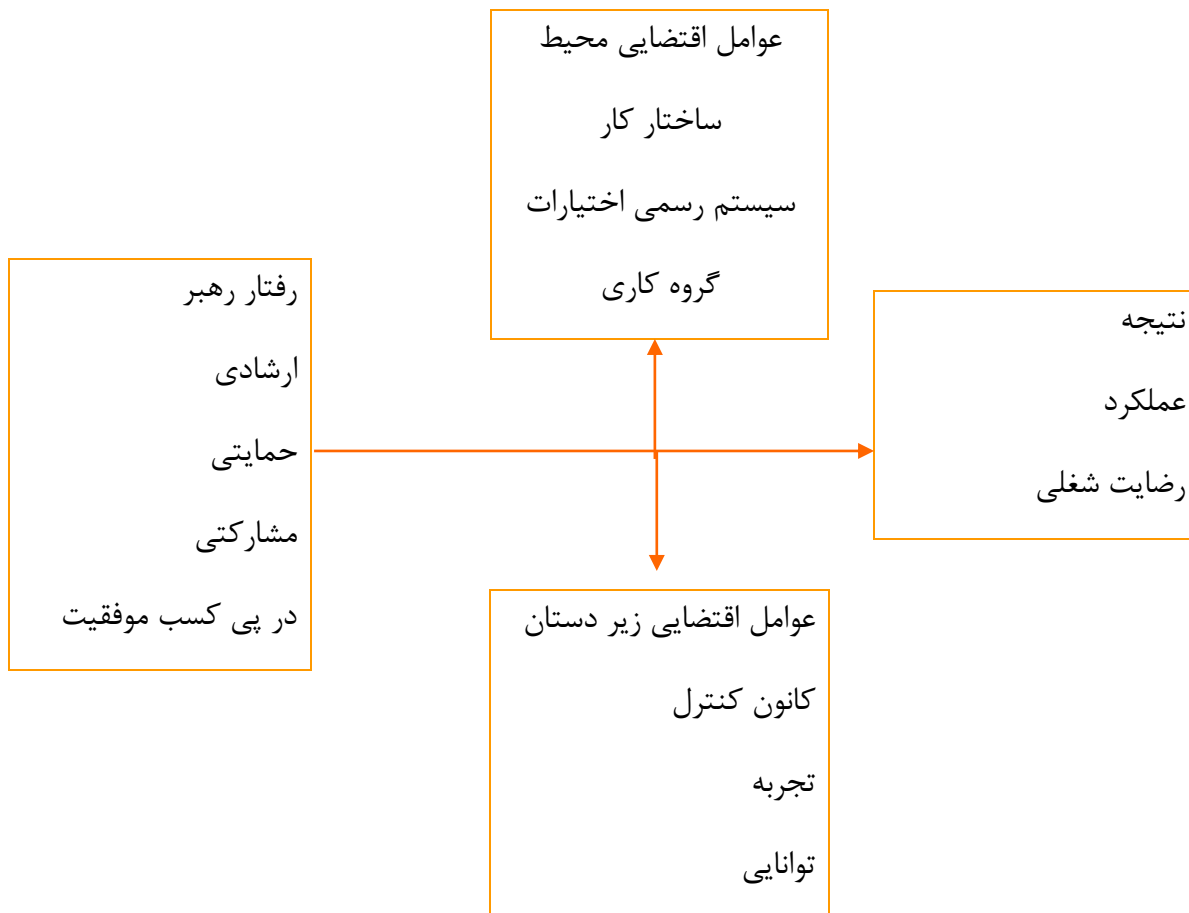 عوامل اقتضایی محیط
ساختار کار
سیستم رسمی اختیارات
گروه کاری
رفتار رهبر
ارشادی
حمایتی
مشارکتی
در پی کسب موفقیت
نتیجه
عملکرد
رضایت شغلی
عوامل اقتضایی زیر دستان
کانون کنترل
تجربه
توانایی